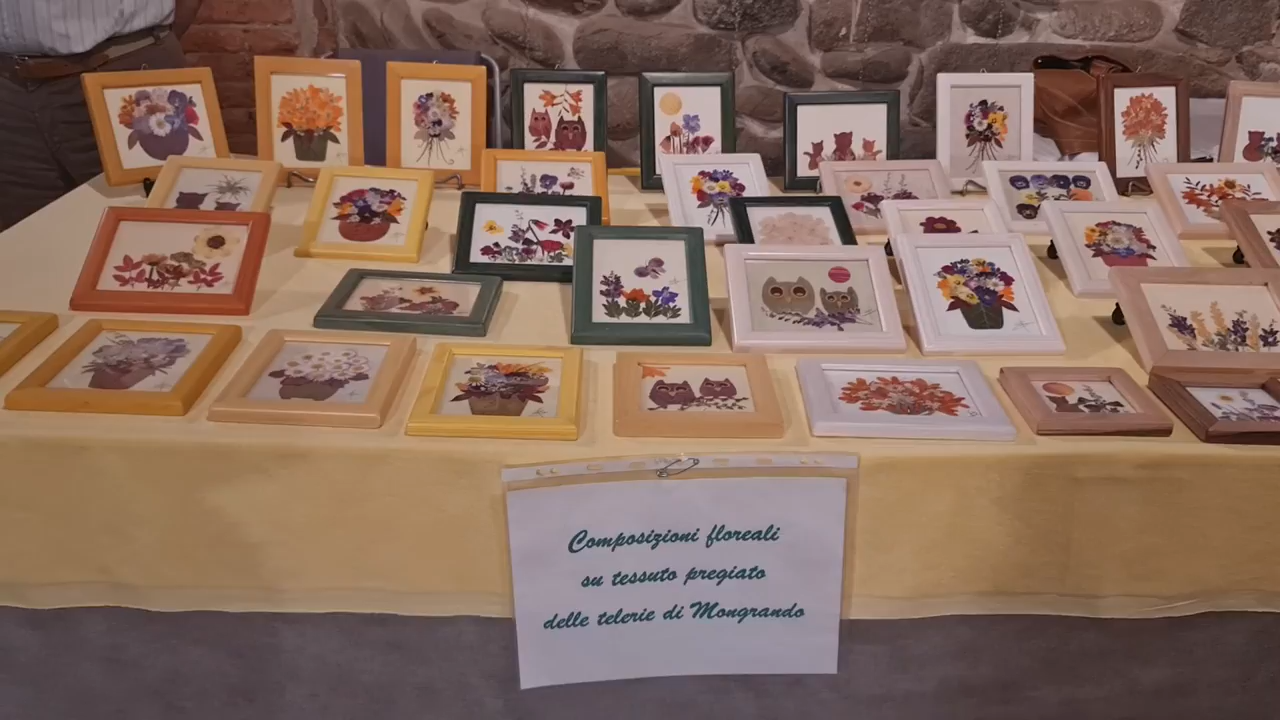 Composizioni floreali
su tessuto pregiato
delle telerie di Mongrando